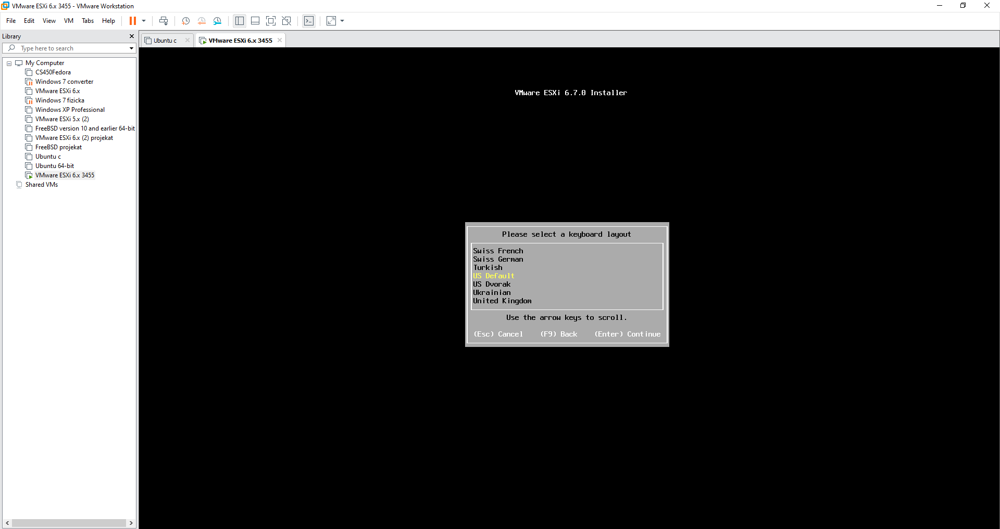 VMware ESXi 6.x 3455 - VMware Workstation
File Edit View VM Tabs Help
Library
Type here to search
My Computer
CS450Fedora
Windows 7 converter
VMware ESXi 6.x
Windows 7 fizicka
Windows XP Professional
VMware ESXi 5.x (2)
FreeBSD version 10 and earlier 64-bit
VMware ESXi 6.x (2) projekat
FreeBSD projekat
Ubuntu c
Ubuntu 64-bit
VMware ESXi 6.x 3455
Shared VMs
Ubuntu c
VMware ESXi 6.x 3455
VMware ESXi 6.7.0 Installer
Please select a keyboard layout
Swiss French
Swiss German
Turkish
US Default
US Dvorak
Ukrainian
United Kingdom
Use the arrow keys to scroll.
(Esc) Cancel (F9) Back (Enter) Continue